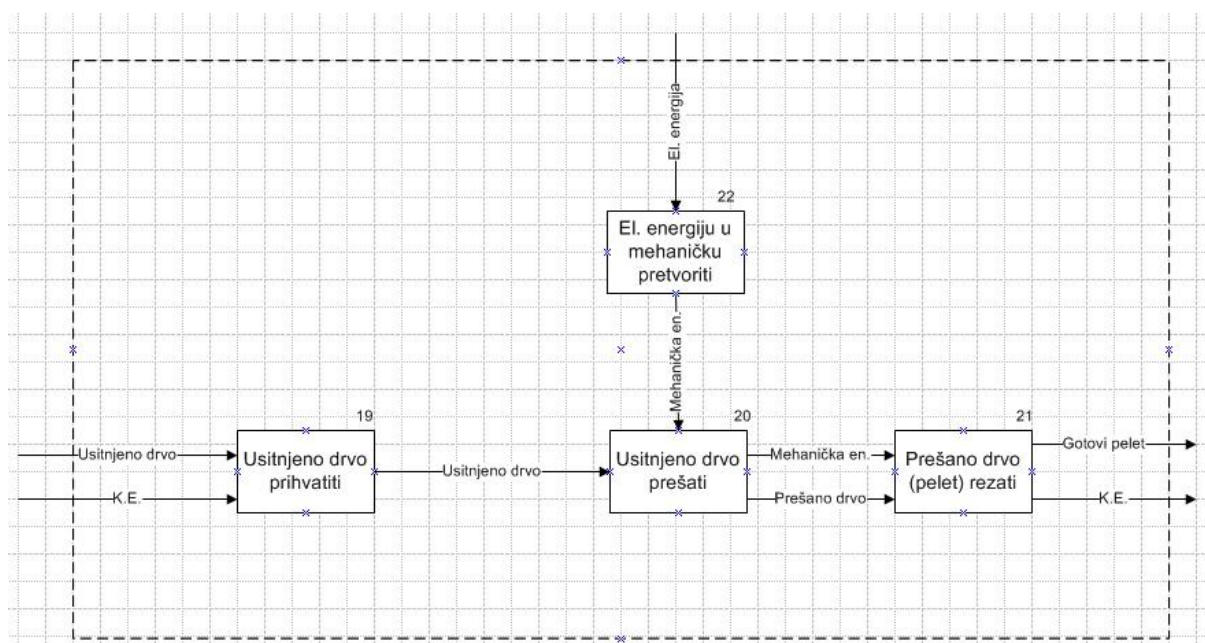 El. energija
22
El. energiju u
mehaničku
pretvoriti
Mehanička en.
19
20
21
Usitnjeno drvo
K.E.
Usitnjeno drvo
prihvatiti
Usitnjeno drvo
Usitnjeno drvo
prešati
Mehanička en.
Prešano drvo
Prešano drvo
(pelet) rezati
Gotovi pelet
K.E.